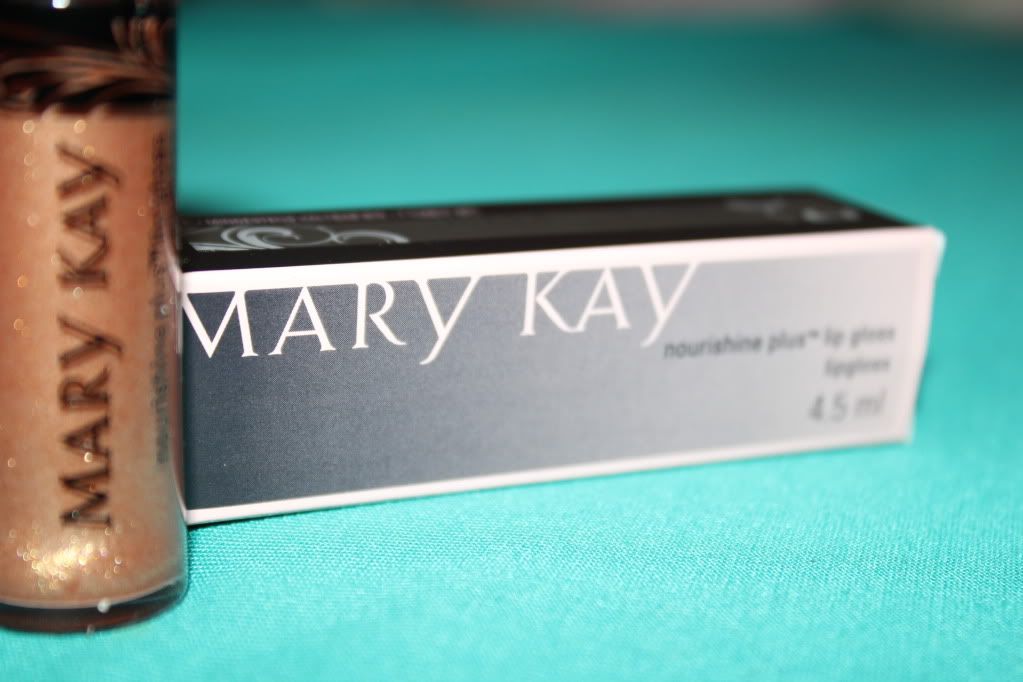 MARY KAY
MARY KAY
nourishine plus™ lip gloss
lipgloss
4.5 ml